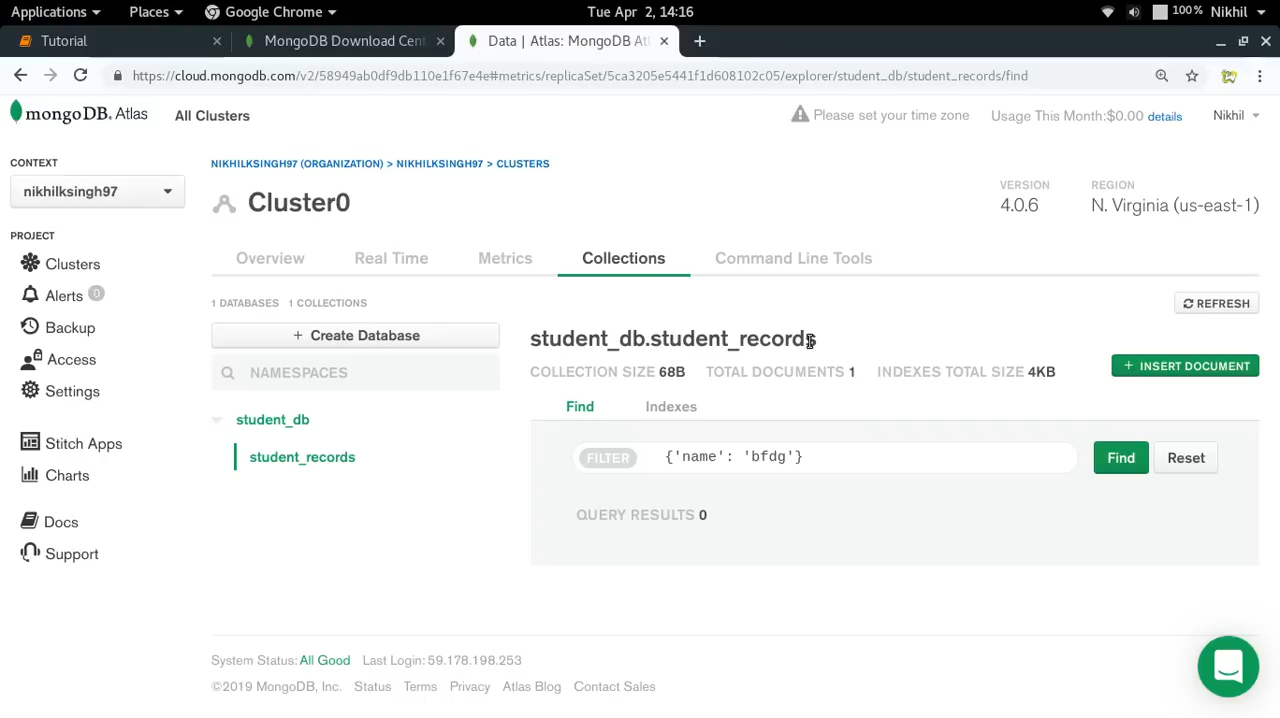 Applications Places Google Chrome Tue Apr 2, 14:16 100% Nikhil
Tutorial MongoDB Download Cent Data | Atlas: MongoDB Atl
https://cloud.mongodb.com/v2/58949ab0df9db110e1f67e4e#metrics/replicaSet/5ca3205e5441f1d608102c05/explorer/student_db/student_records/find
mongoDB. Atlas All Clusters Please set your time zone Usage This Month:$0.00 details Nikhil
CONTEXT
nikhilksingh97
PROJECT
Clusters
Alerts 0
Backup
Access
Settings
Stitch Apps
Charts
Docs
Support
NIKHILKSINGH97 (ORGANIZATION) > NIKHILKSINGH97 > CLUSTERS
Cluster0
VERSION
4.0.6
REGION
N. Virginia (us-east-1)
Overview Real Time Metrics Collections Command Line Tools
1 DATABASES 1 COLLECTIONS
REFRESH
+ Create Database
NAMESPACES
student_db
student_records
student_db.student_records
COLLECTION SIZE 68B TOTAL DOCUMENTS 1 INDEXES TOTAL SIZE 4KB
+ INSERT DOCUMENT
Find Indexes
FILTER {'name': 'bfdg'} Find Reset
QUERY RESULTS 0
System Status: All Good Last Login: 59.178.198.253
©2019 MongoDB, Inc. Status Terms Privacy Atlas Blog Contact Sales